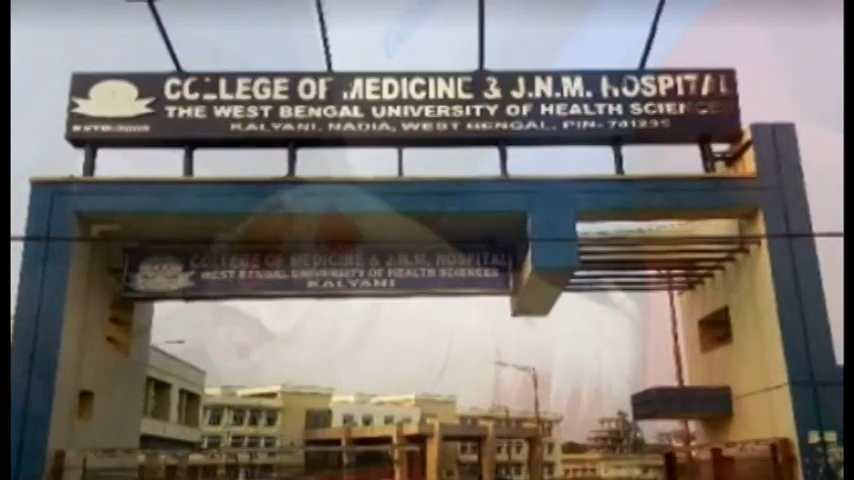 COLLEGE OF MEDICINE & J.N.M. HOSPITAL
THE WEST BENGAL UNIVERSITY OF HEALTH SCIENCES
KALYANI, NADIA, WEST BENGAL, PIN- 741235
COLLEGE OF MEDICINE & J.N.M. HOSPITAL
WEST BENGAL UNIVERSITY OF HEALTH SCIENCES
KALYANI